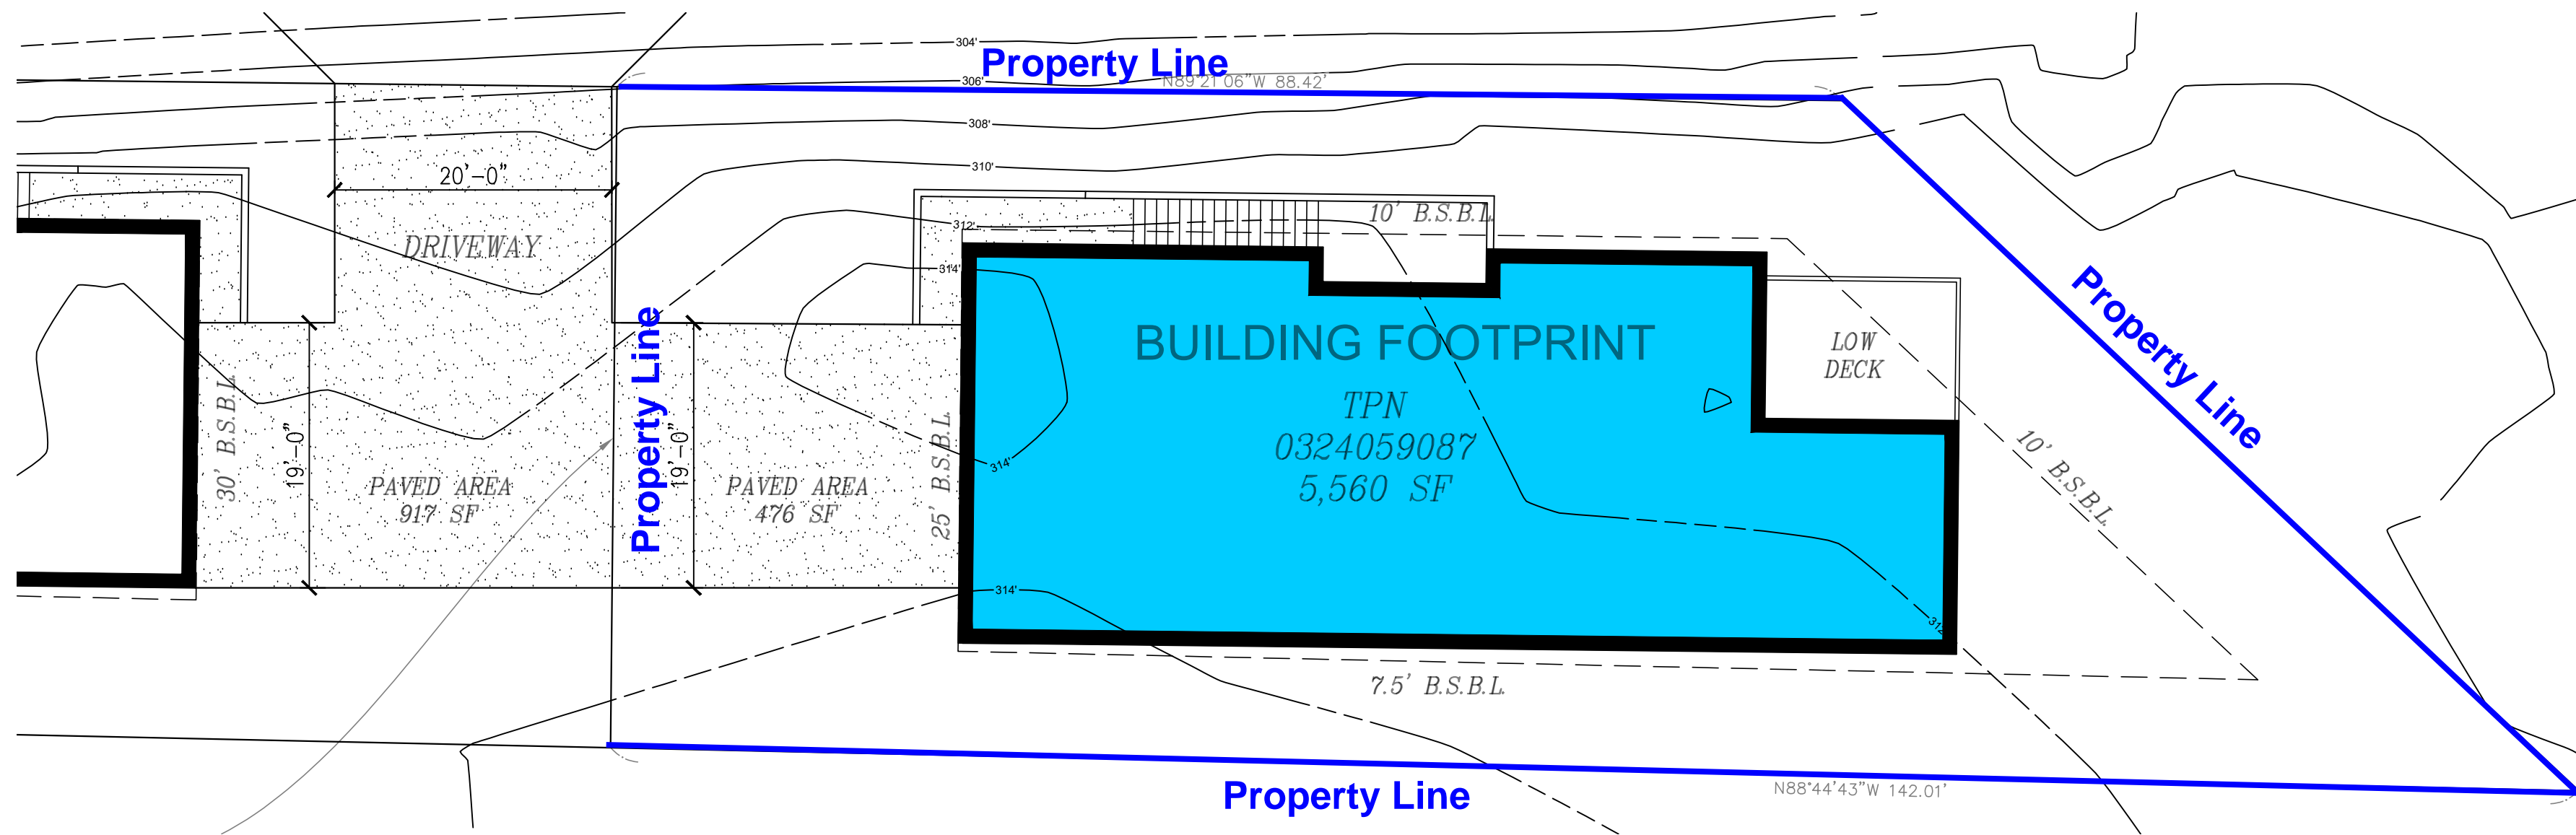 304'
Property Line
N89°21'06"W 88.42'
306'
308'
310'
20'-0"
DRIVEWAY
312'
10' B.S.B.L.
314'
Property Line
BUILDING FOOTPRINT
LOW
DECK
TPN
0324059087
5,560 SF
Property Line
30' B.S.B.L.
19'-0"
PAVED AREA
917 SF
19'-0"
PAVED AREA
476 SF
25' B.S.B.L.
314'
10' B.S.B.L.
314'
312'
7.5' B.S.B.L.
Property Line
N88°44'43"W 142.01'